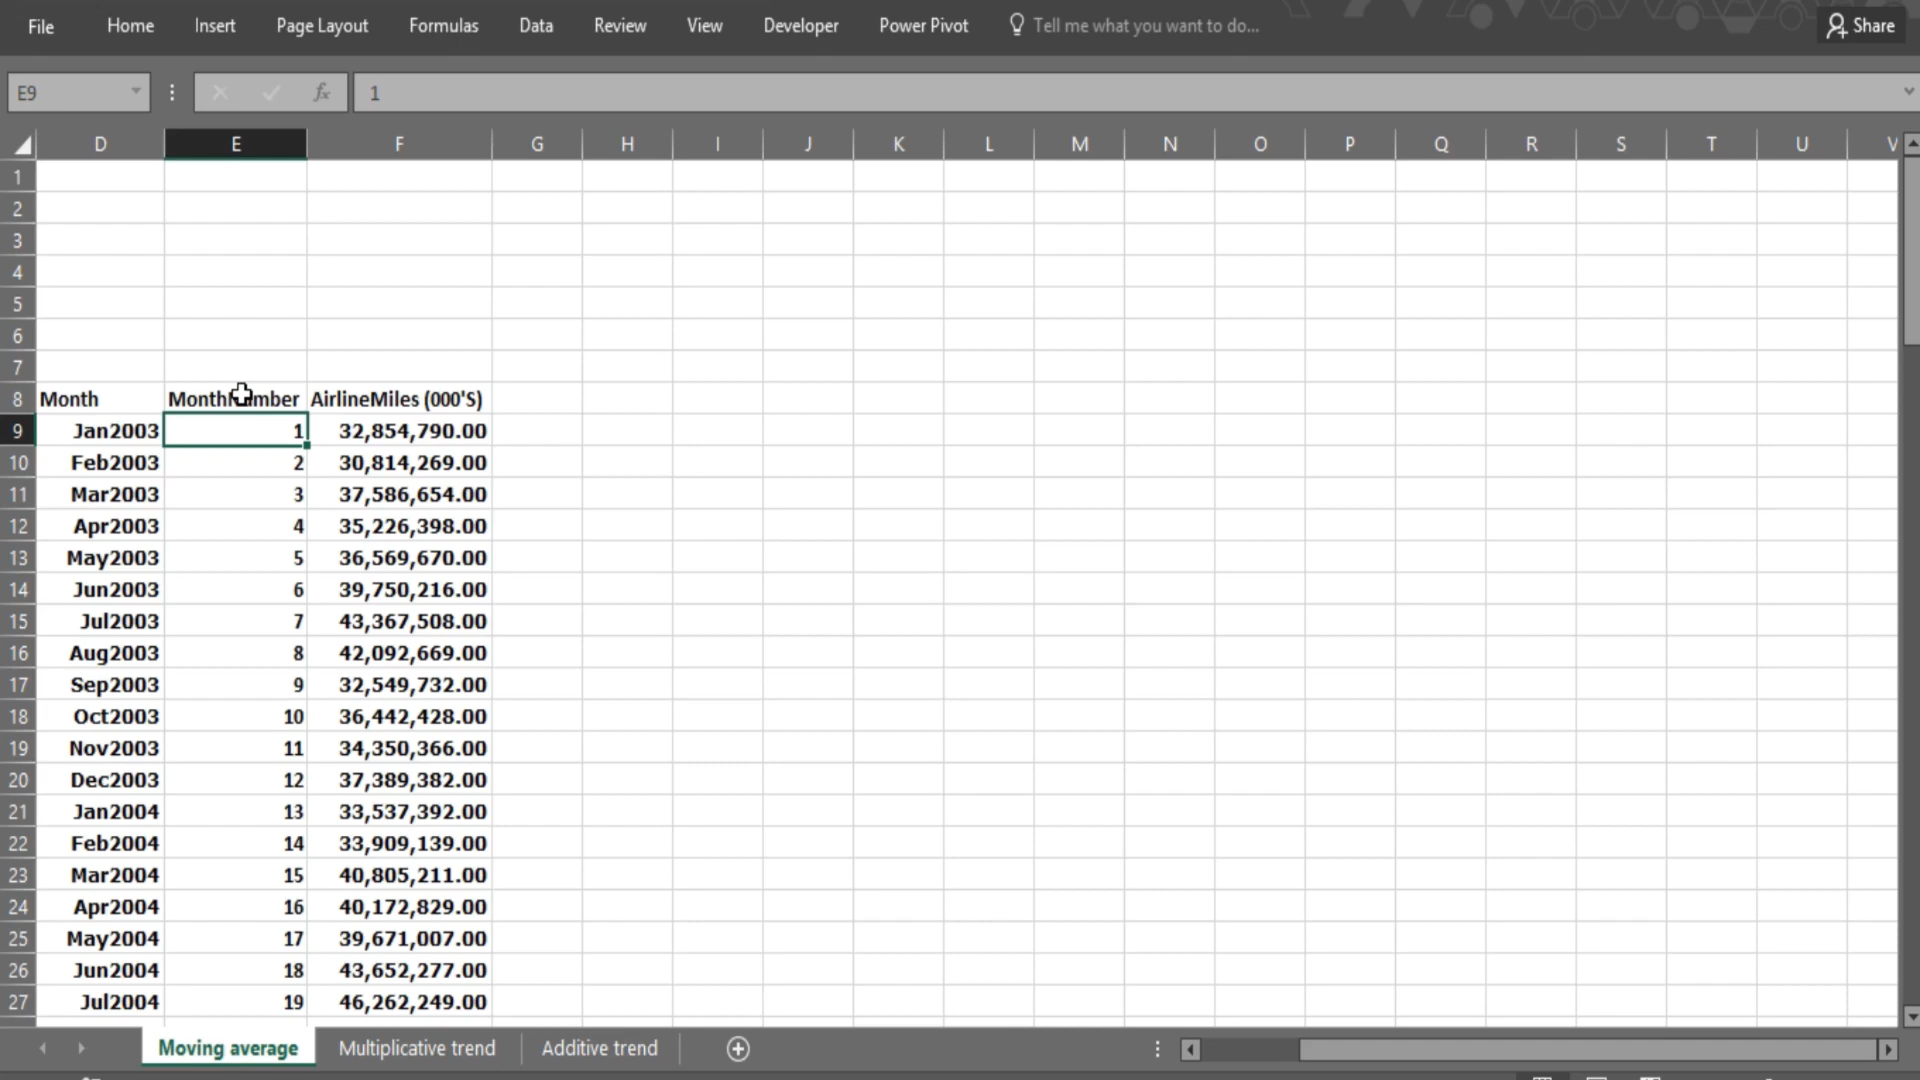 File Home Insert Page Layout Formulas Data Review View Developer Power Pivot Tell me what you want to do... Share
E9 fx 1
D E F G H I J K L M N O P Q R S T U V
1
2
3
4
5
6
7
8 Month AirlineMiles (000'S)
9 Jan2003 1 32,854,790.00
10 Feb2003 2 30,814,269.00
11 Mar2003 3 37,586,654.00
12 Apr2003 4 35,226,398.00
13 May2003 5 36,569,670.00
14 Jun2003 6 39,750,216.00
15 Jul2003 7 43,367,508.00
16 Aug2003 8 42,092,669.00
17 Sep2003 9 32,549,732.00
18 Oct2003 10 36,442,428.00
19 Nov2003 11 34,350,366.00
20 Dec2003 12 37,389,382.00
21 Jan2004 13 33,537,392.00
22 Feb2004 14 33,909,139.00
23 Mar2004 15 40,805,211.00
24 Apr2004 16 40,172,829.00
25 May2004 17 39,671,007.00
26 Jun2004 18 43,652,277.00
27 Jul2004 19 46,262,249.00
Moving average Multiplicative trend Additive trend